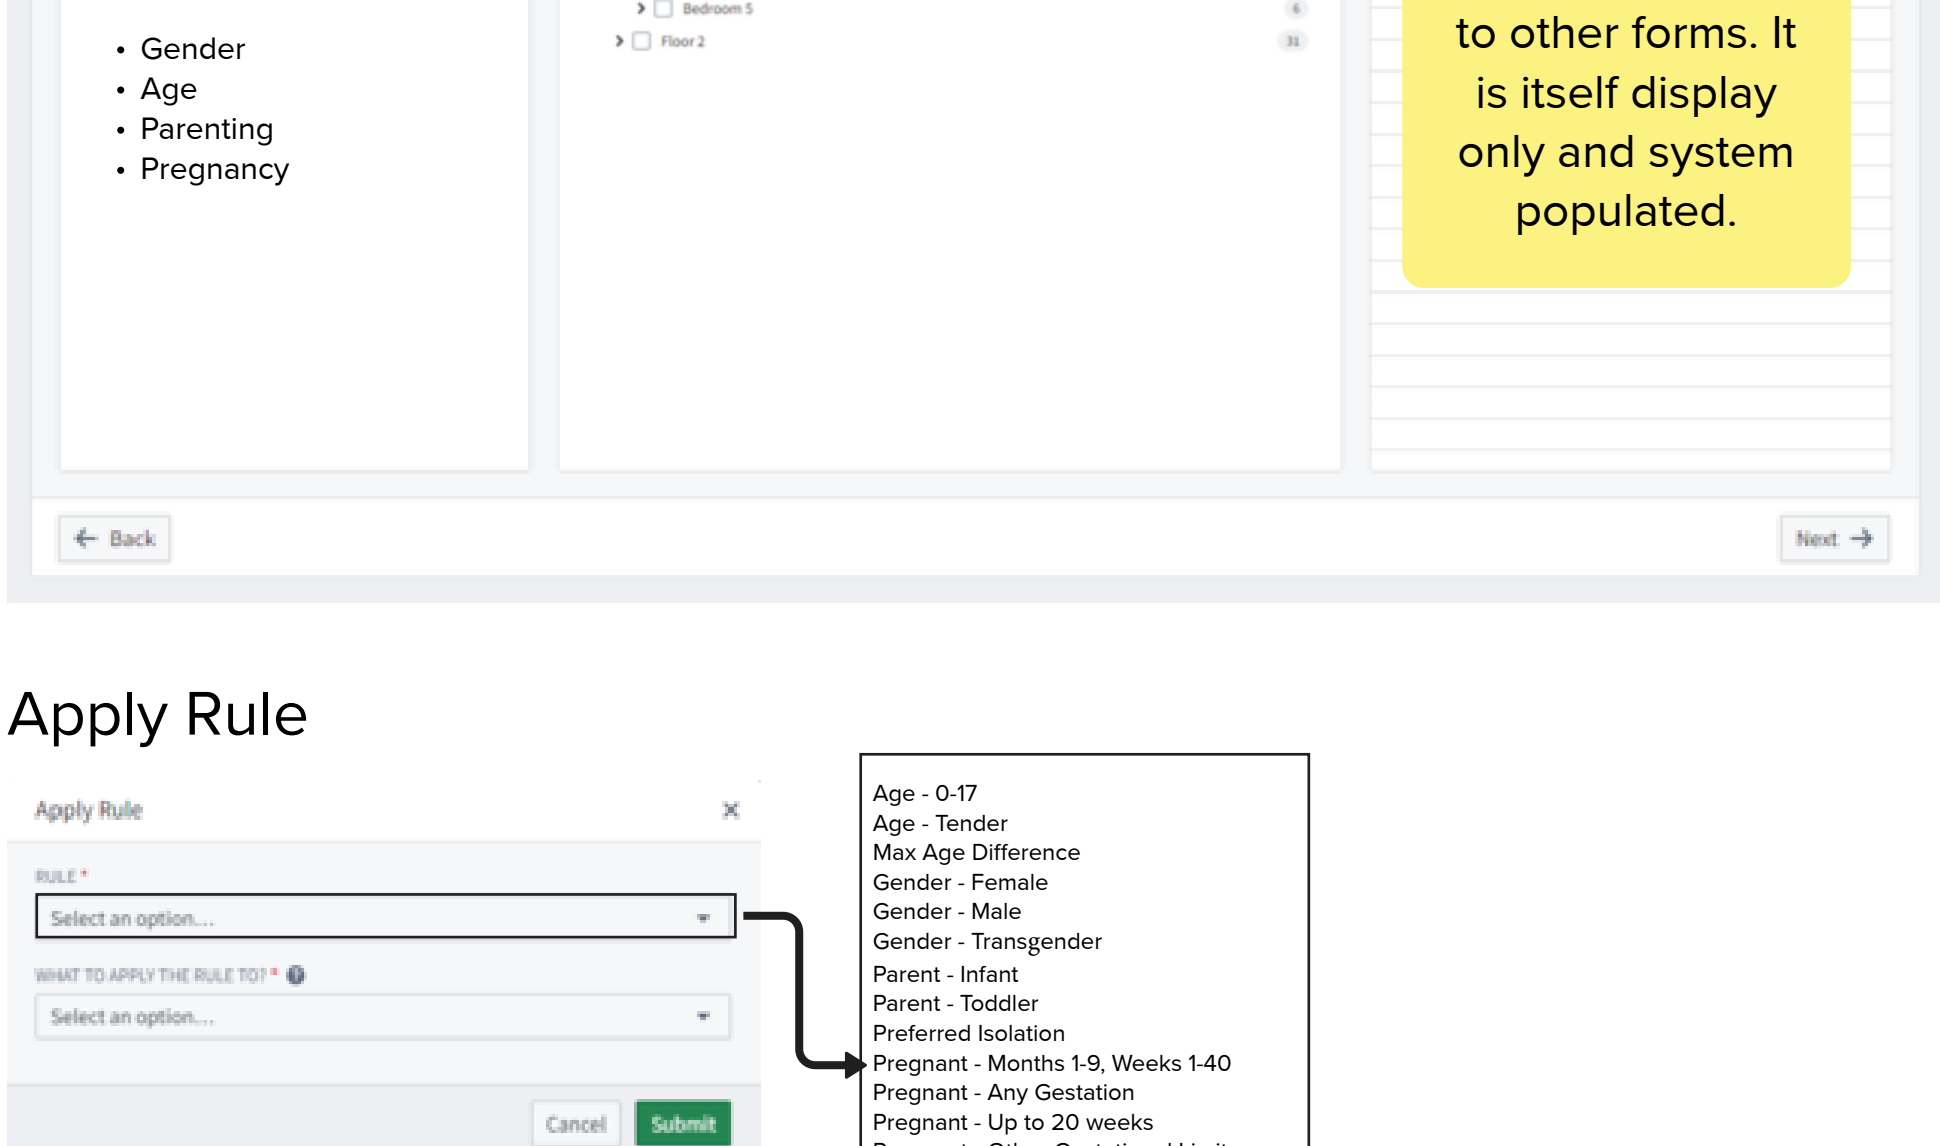 Bedroom 5 6
Floor 2 31
• Gender
• Age
• Parenting
• Pregnancy
to other forms. It
is itself display
only and system
populated.
← Back
Next →
Apply Rule
Apply Rule
RULE *
Select an option...
WHAT TO APPLY THE RULE TO? *
Select an option...
Cancel
Submit
Age - 0-17
Age - Tender
Max Age Difference
Gender - Female
Gender - Male
Gender - Transgender
Parent - Infant
Parent - Toddler
Preferred Isolation
Pregnant - Months 1-9, Weeks 1-40
Pregnant - Any Gestation
Pregnant - Up to 20 weeks